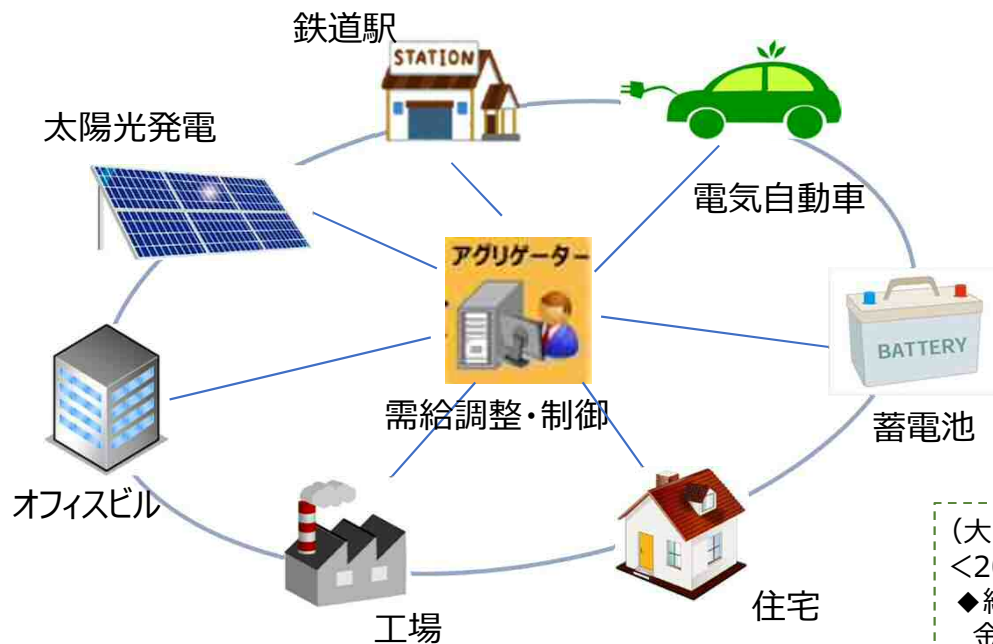 鉄道駅
STATION
太陽光発電
電気自動車
アグリゲーター
BATTERY
需給調整・制御
蓄電池
オフィスビル
住宅
工場
(大
<2
◆
金